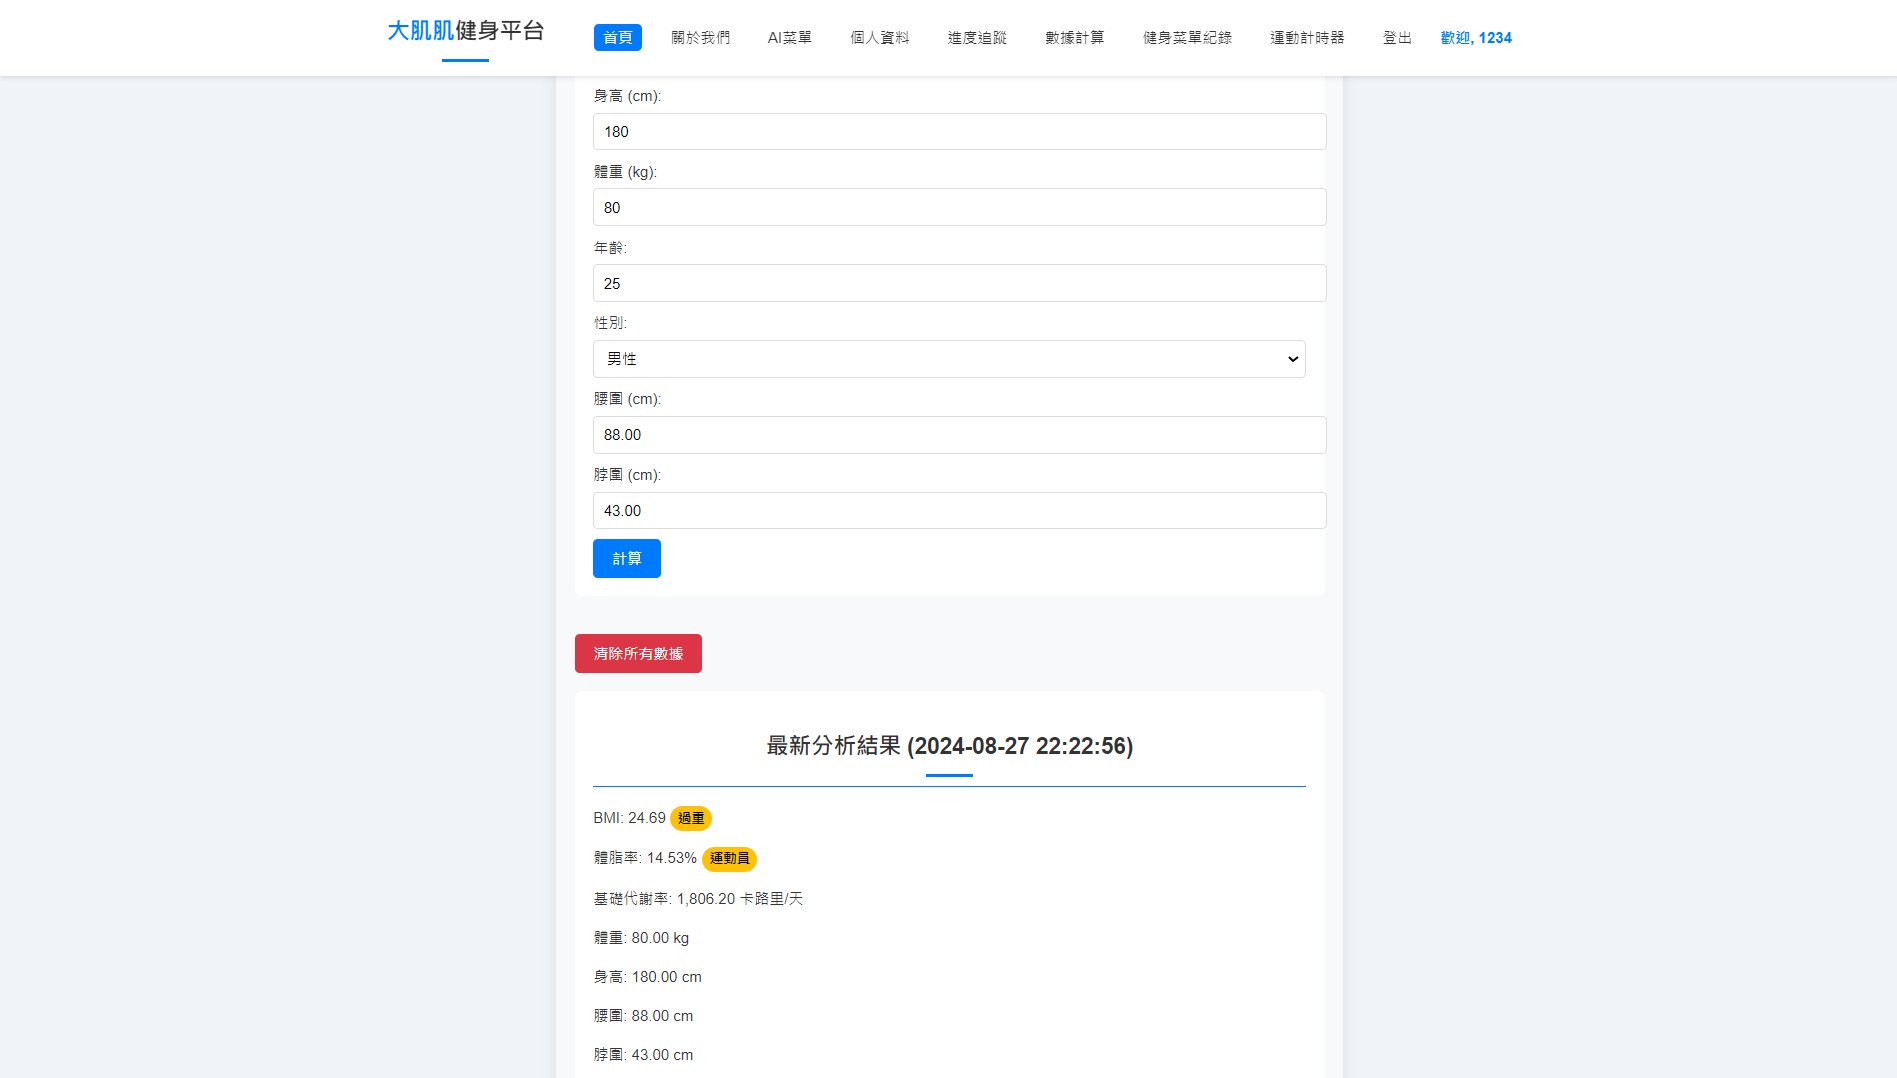 大肌肌健身平台
首頁 關於我們 AI菜單 個人資料 進度追蹤 數據計算 健身菜單紀錄 運動計時器 登出 歡迎, 1234
身高 (cm):
180
體重 (kg):
80
年齡:
25
性別:
男性
腰圍 (cm):
88.00
脖圍 (cm):
43.00
計算
清除所有數據
最新分析結果 (2024-08-27 22:22:56)
BMI: 24.69 過重
體脂率: 14.53% 運動員
基礎代謝率: 1,806.20 卡路里/天
體重: 80.00 kg
身高: 180.00 cm
腰圍: 88.00 cm
脖圍: 43.00 cm